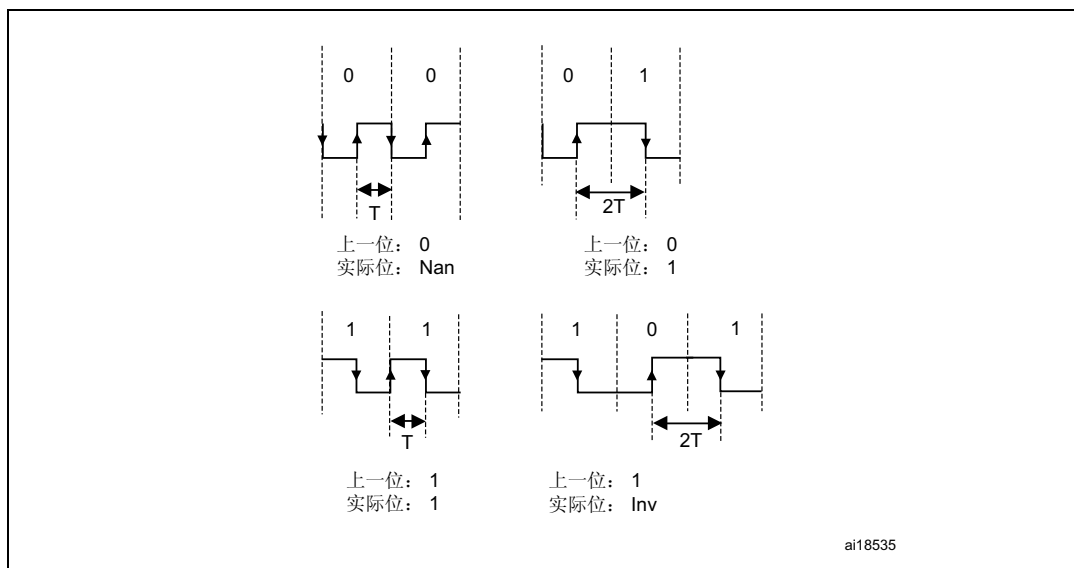 0 0
0 1
T
2T
上一位： 0
实际位： Nan
上一位： 0
实际位： 1
1 1
1 0 1
T
2T
上一位： 1
实际位： 1
上一位： 1
实际位： Inv
ai18535